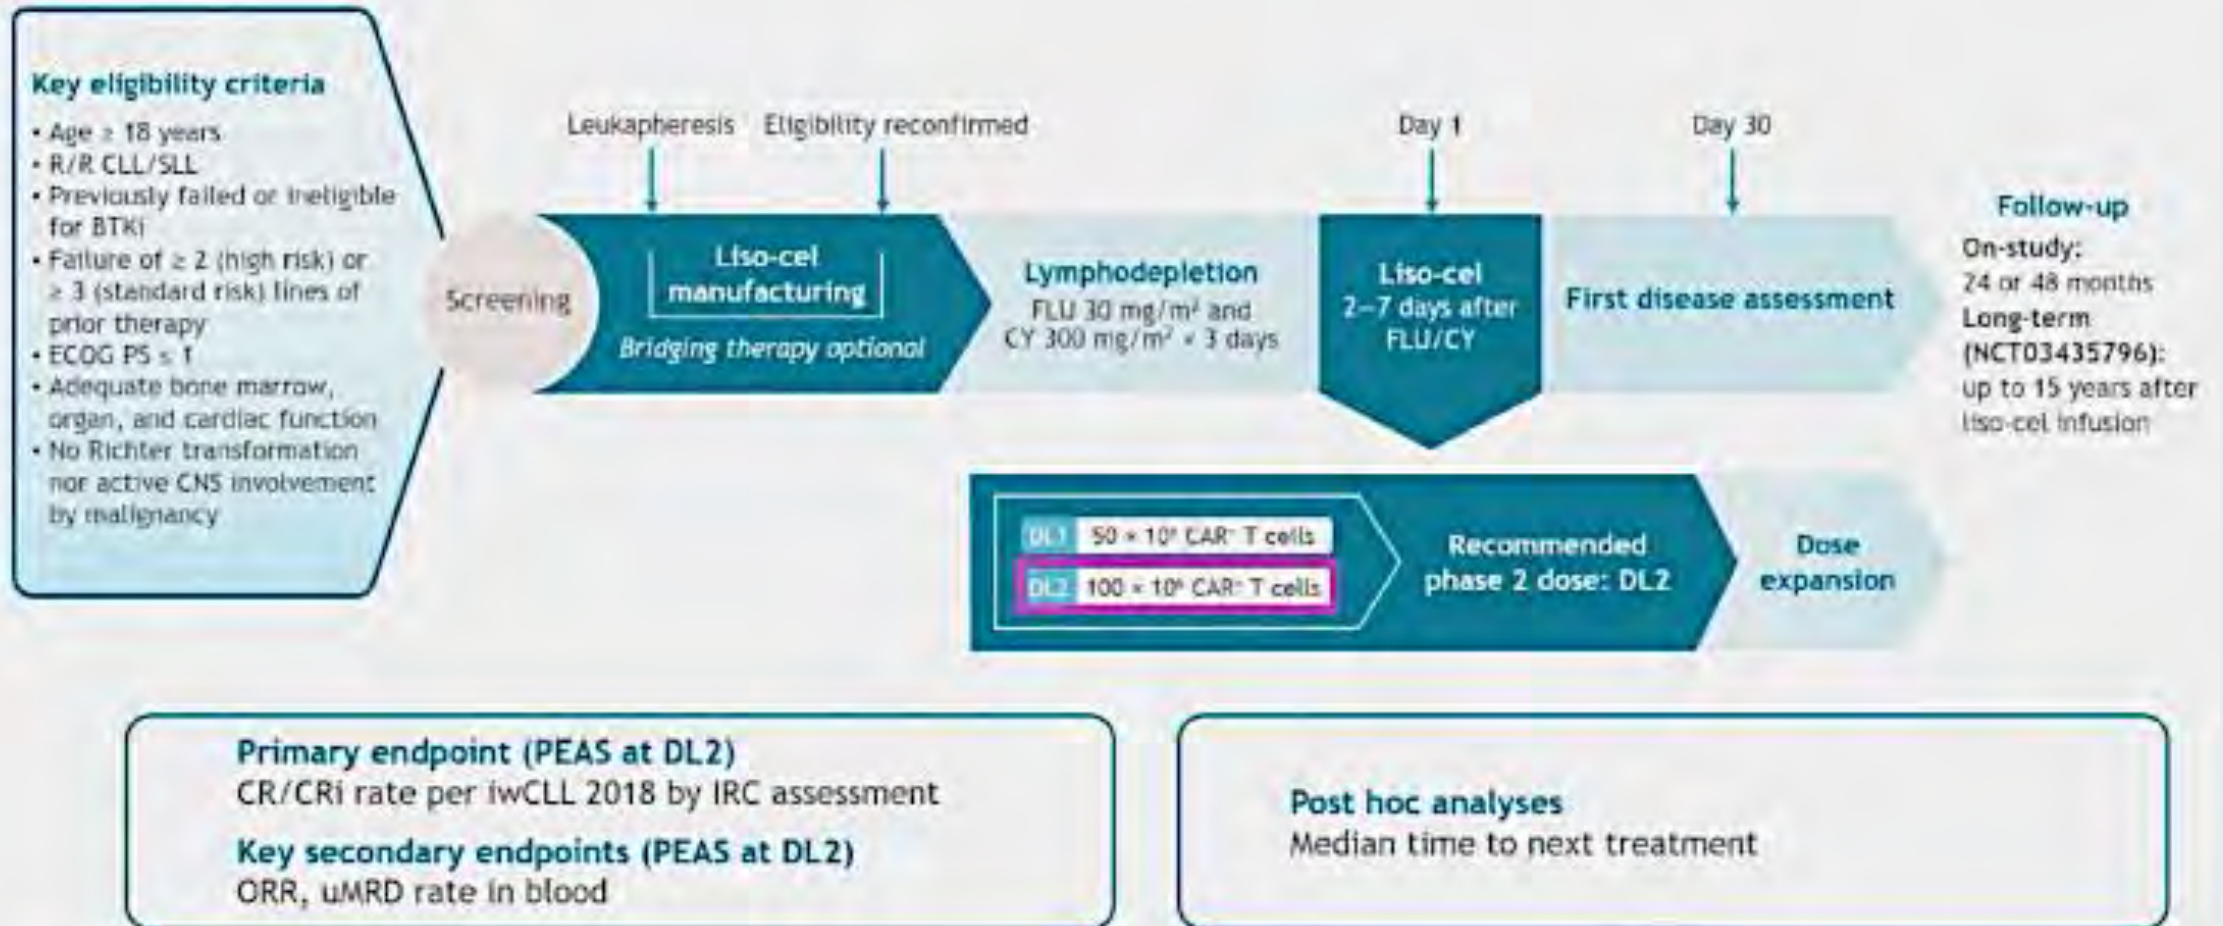 Key eligibility criteria
• Age ≥ 18 years
• R/R CLL/SLL
• Previously failed or ineligible
for BTKi
• Failure of ≥ 2 (high risk) or
≥ 3 (standard risk) lines of
prior therapy
• ECOG PS ≤ 1
• Adequate bone marrow,
organ, and cardiac function
• No Richter transformation
nor active CNS involvement
by malignancy
Screening
Leukapheresis
Eligibility reconfirmed
Liso-cel
manufacturing
Bridging therapy optional
Lymphodepletion
FLU 30 mg/m² and
CY 300 mg/m² × 3 days
Day 1
Liso-cel
2–7 days after
FLU/CY
Day 30
First disease assessment
Follow-up
On-study:
24 or 48 months
Long-term
(NCT03435796):
up to 15 years after
liso-cel infusion
DL1 50 × 10⁶ CAR⁺ T cells
DL2 100 × 10⁶ CAR⁺ T cells
Recommended
phase 2 dose: DL2
Dose
expansion
Primary endpoint (PEAS at DL2)
CR/CRi rate per iwCLL 2018 by IRC assessment
Key secondary endpoints (PEAS at DL2)
ORR, uMRD rate in blood
Post hoc analyses
Median time to next treatment